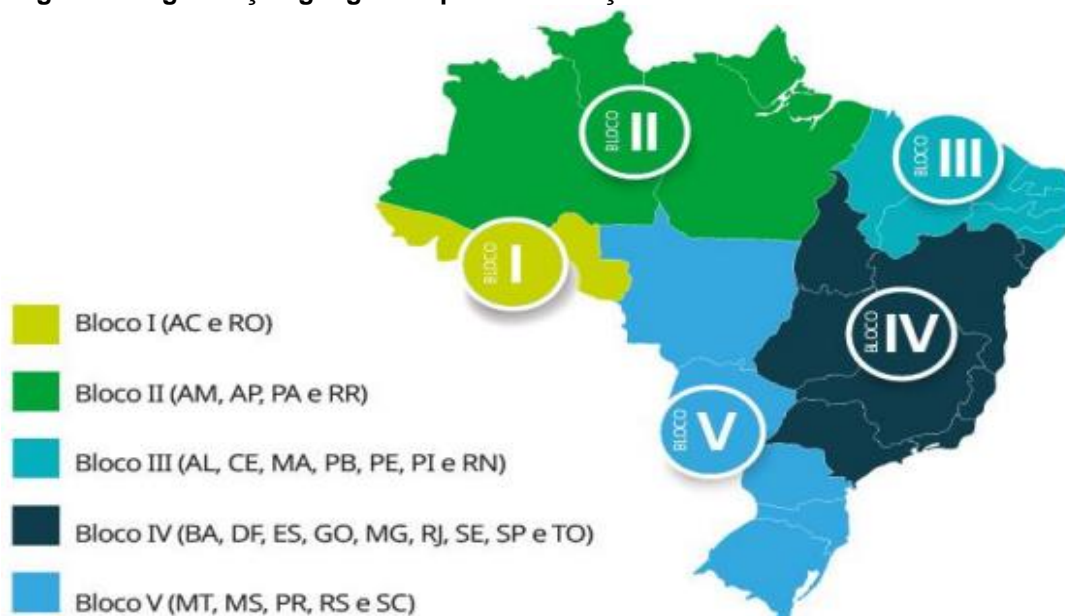 BLOCO II
BLOCO III
BLOCO I
BLOCO IV
BLOCO V
Bloco I (AC e RO)
Bloco II (AM, AP, PA e RR)
Bloco III (AL, CE, MA, PB, PE, PI e RN)
Bloco IV (BA, DF, ES, GO, MG, RJ, SE, SP e TO)
Bloco V (MT, MS, PR, RS e SC)